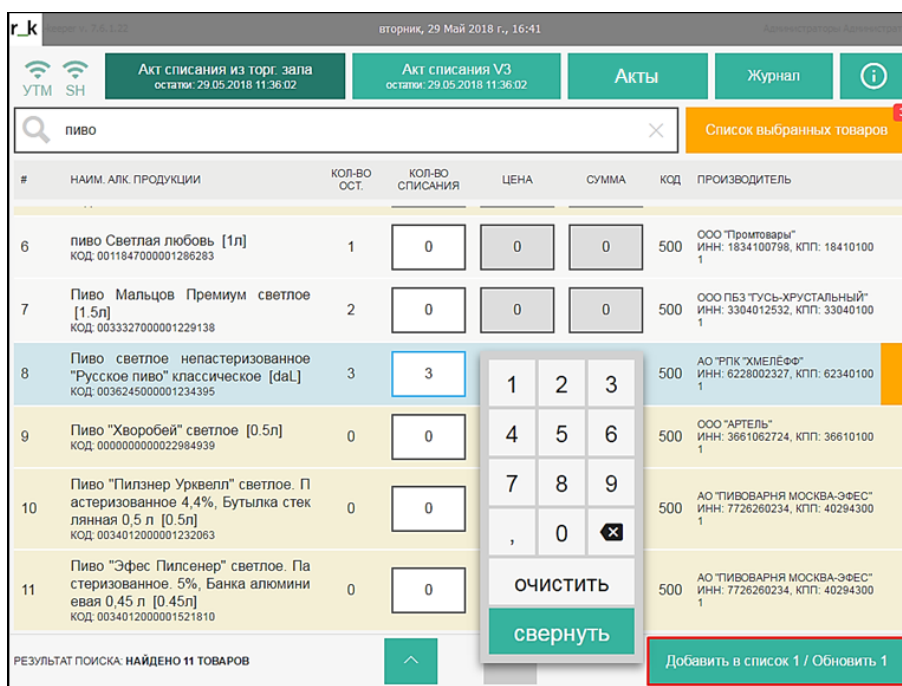 r_k keeper v. 7.6.1.22 вторник, 29 Май 2018 г., 16:41
УТМ SH
Акт списания из торг. зала
остатки: 29.05.2018 11:36:02
Акт списания V3
остатки: 29.05.2018 11:36:02
Акты
Журнал
пиво
Список выбранных товаров
# НАИМ. АЛК. ПРОДУКЦИИ КОЛ-ВО ОСТ. КОЛ-ВО СПИСАНИЯ ЦЕНА СУММА КОД ПРОИЗВОДИТЕЛЬ
6 пиво Светлая любовь [1л] 1 0 0 0 500 ООО "Промтовары"
КОД: 0011847000001286283 ИНН: 1834100798, КПП: 18410100
1
7 Пиво Мальцов Премиум светлое 2 0 0 0 500 ООО ПБЗ "ГУСЬ-ХРУСТАЛЬНЫЙ"
[1.5л] ИНН: 3304012532, КПП: 33040100
КОД: 0033327000001229138 1
8 Пиво светлое непастеризованное 3 3 500 АО "РПК "ХМЕЛЁФФ"
"Русское пиво" классическое [daL] ИНН: 6228002327, КПП: 62340100
КОД: 0036245000001234395 1
9 Пиво "Хворобей" светлое [0.5л] 0 0 500 ООО "АРТЕЛЬ"
КОД: 0000000000022984939 ИНН: 3661062724, КПП: 36610100
1
10 Пиво "Пилзнер Урквелл" светлое. П 0 0 500 АО "ПИВОВАРНЯ МОСКВА-ЭФЕС"
астеризованное 4,4%, Бутылка стек ИНН: 7726260234, КПП: 40294300
лянная 0,5 л [0.5л] 1
КОД: 0034012000001232063
11 Пиво "Эфес Пилсенер" светлое. Па 0 0 500 АО "ПИВОВАРНЯ МОСКВА-ЭФЕС"
стеризованное. 5%, Банка алюмини ИНН: 7726260234, КПП: 40294300
евая 0,45 л [0.45л] 1
КОД: 0034012000001521810
1 2 3
4 5 6
7 8 9
, 0
очистить
свернуть
РЕЗУЛЬТАТ ПОИСКА: НАЙДЕНО 11 ТОВАРОВ
Добавить в список 1 / Обновить 1